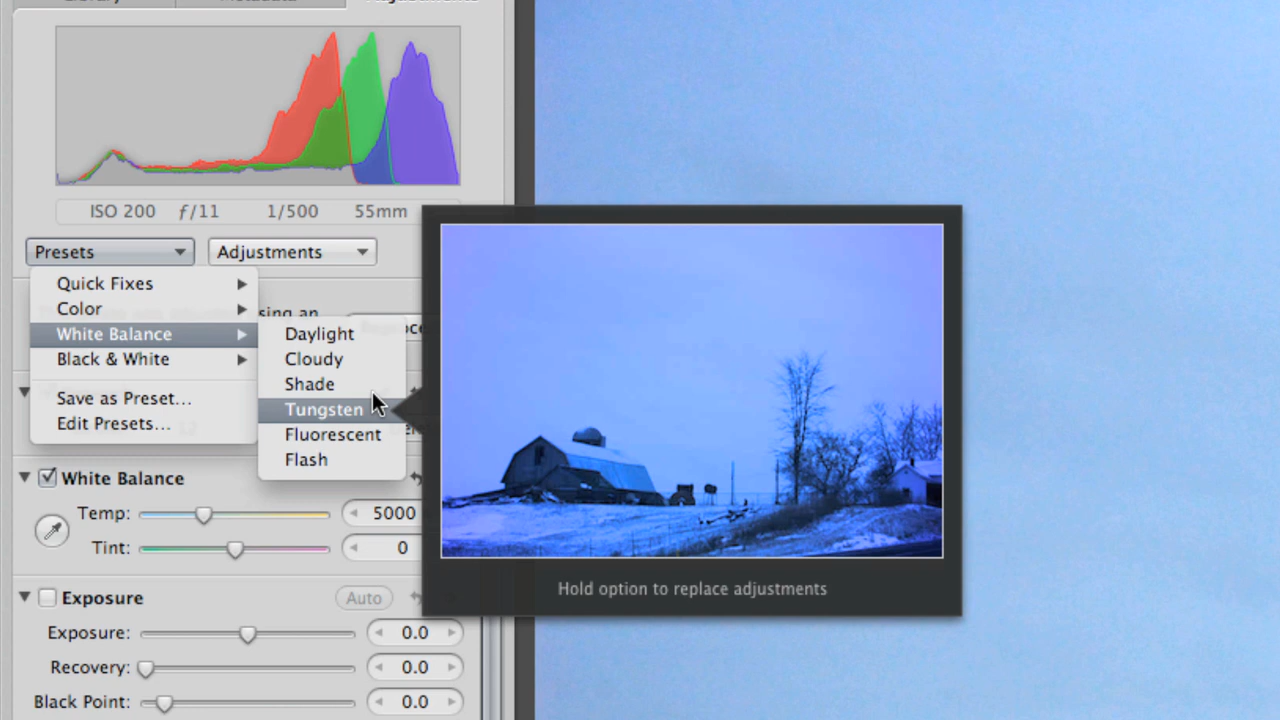 ISO 200 ƒ/11 1/500 55mm
Presets Adjustments
Quick Fixes
Color
White Balance
Black & White
Save as Preset...
Edit Presets...
using an
Daylight
Cloudy
Shade
Tungsten
Fluorescent
Flash
Hold option to replace adjustments
White Balance
Temp: 5000
Tint: 0
Exposure Auto
Exposure: 0.0
Recovery: 0.0
Black Point: 0.0